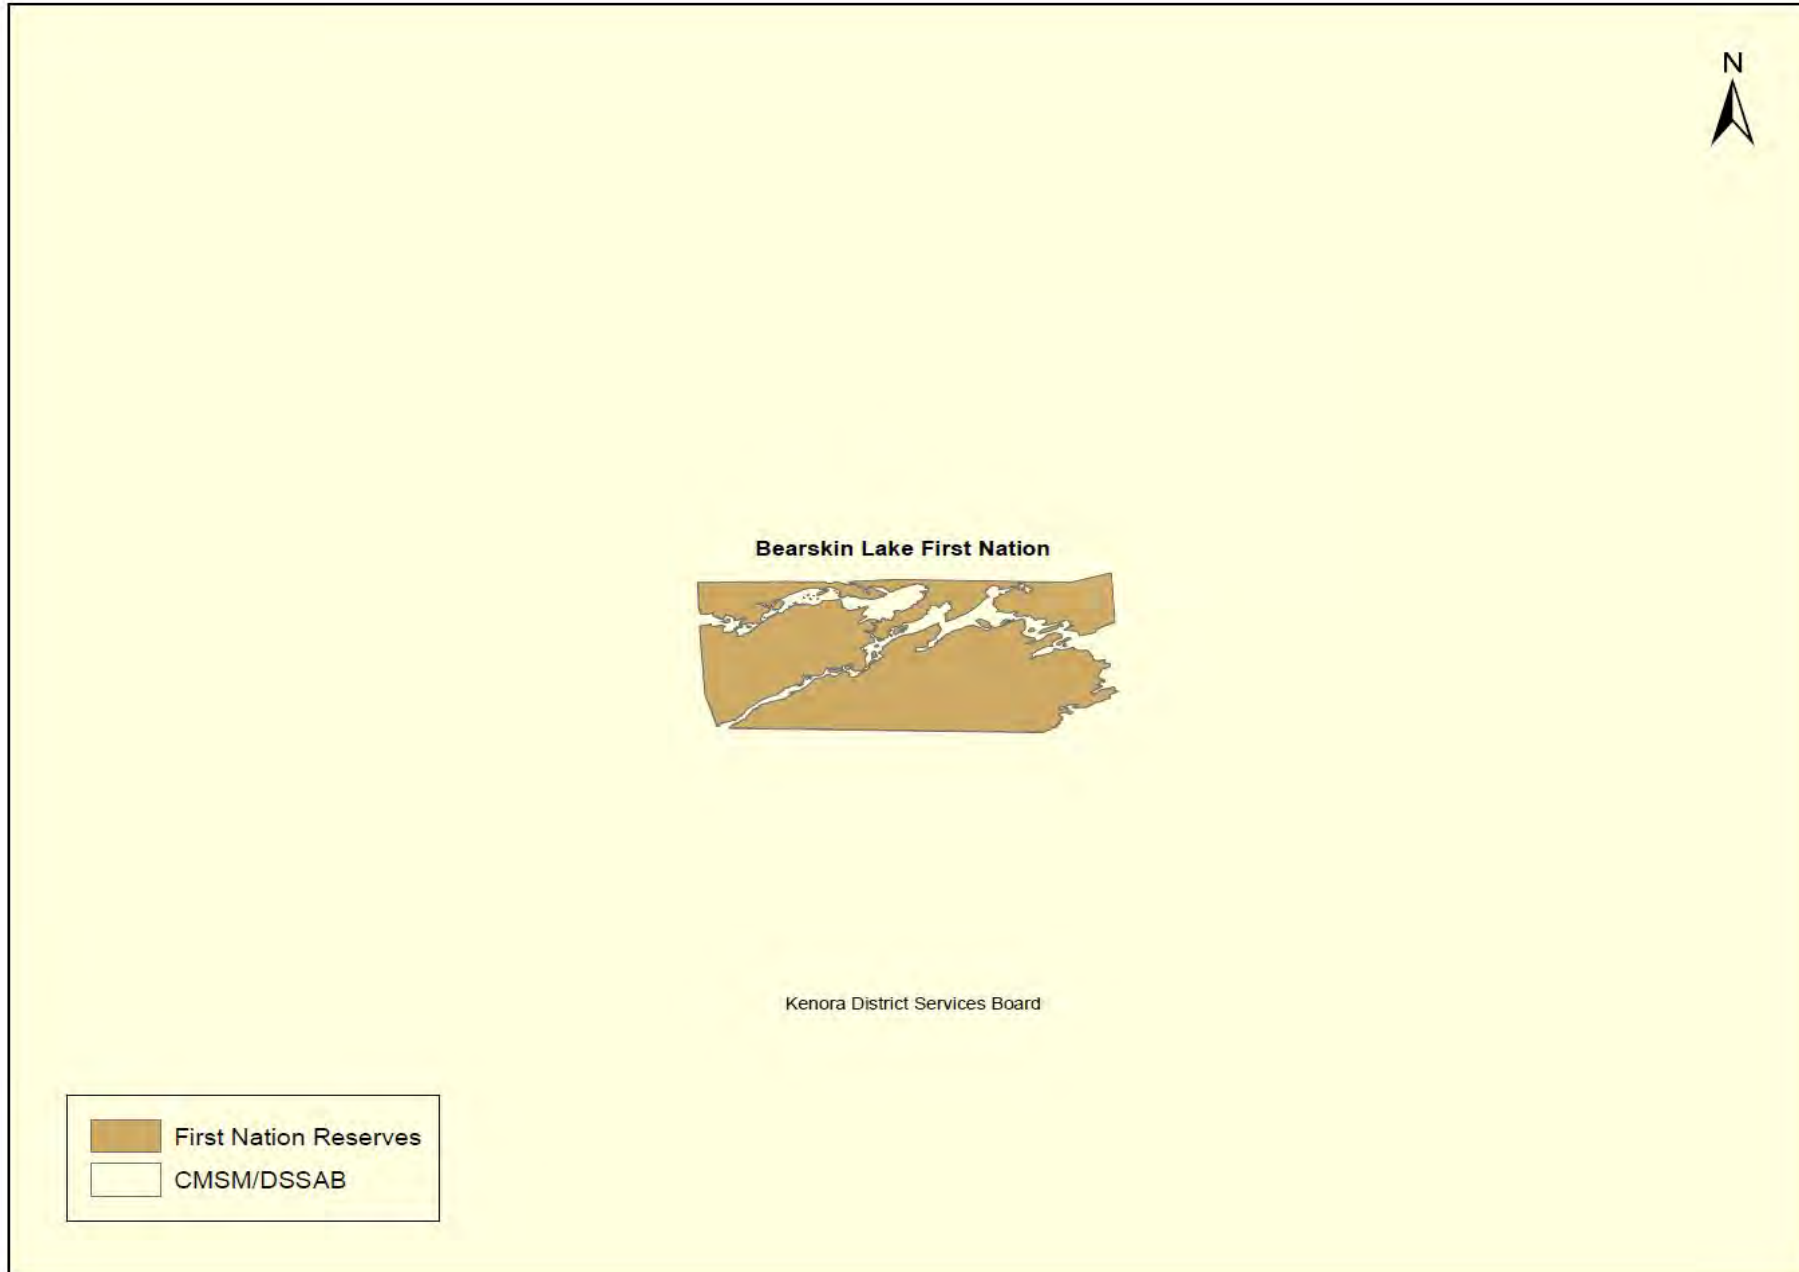 N
Bearskin Lake First Nation
Kenora District Services Board
First Nation Reserves
CMSM/DSSAB